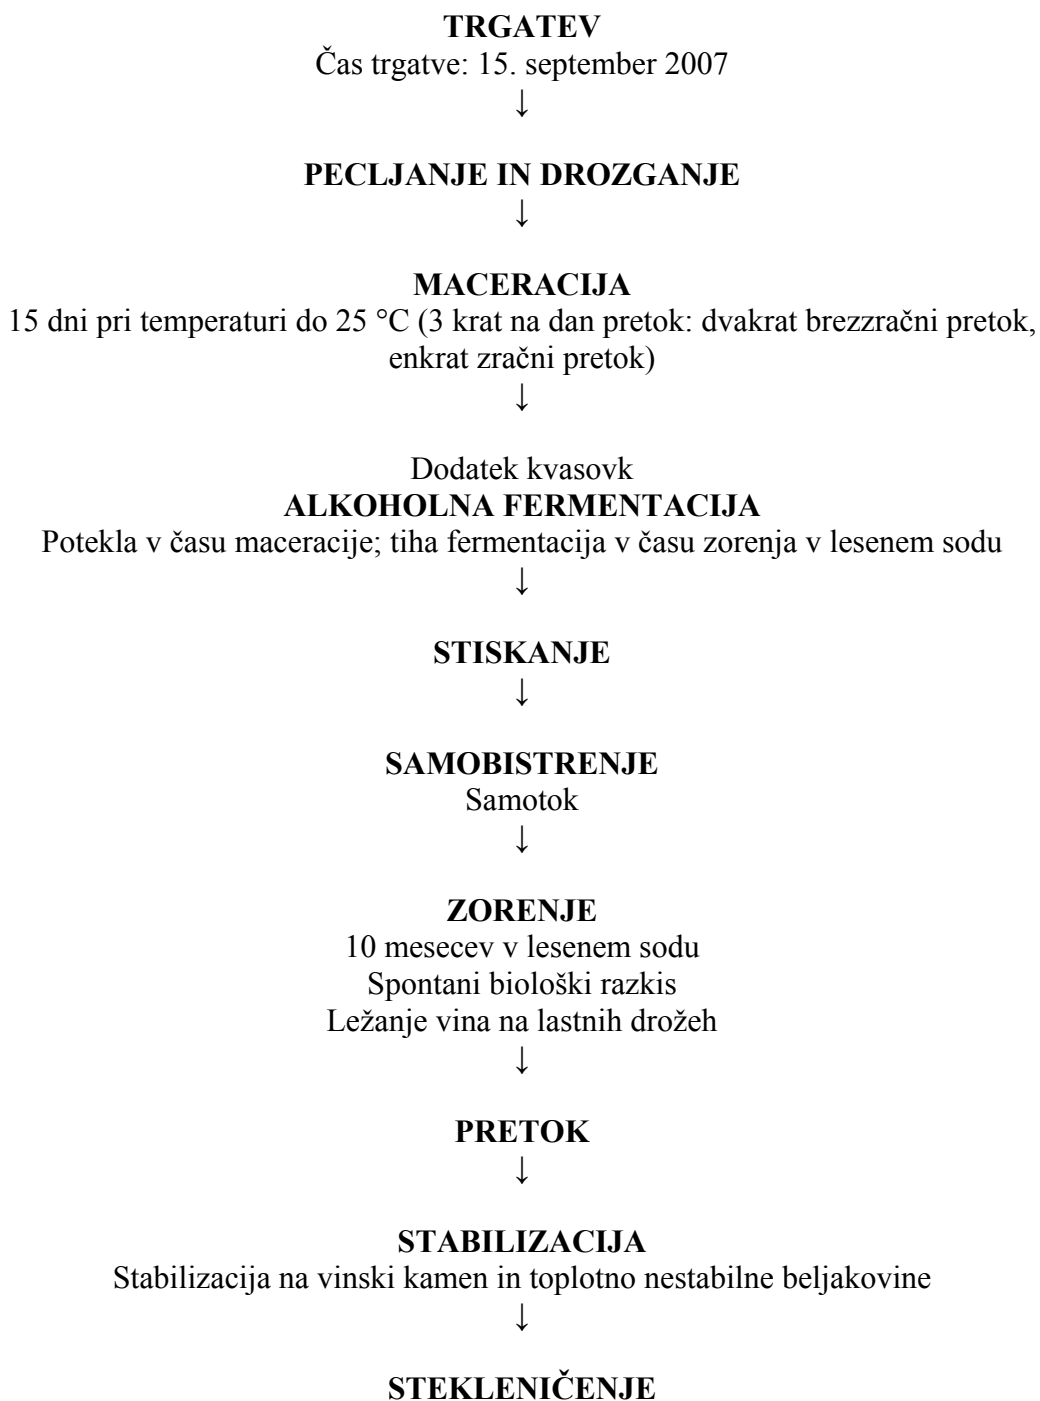 TRGATEV
Čas trgatve: 15. september 2007
↓
PECLJANJE IN DROZGANJE
↓
MACERACIJA
15 dni pri temperaturi do 25 °C (3 krat na dan pretok: dvakrat brezzračni pretok,
enkrat zračni pretok)
↓
Dodatek kvasovk
ALKOHOLNA FERMENTACIJA
Potekla v času maceracije; tiha fermentacija v času zorenja v lesenem sodu
↓
STISKANJE
↓
SAMOBISTRENJE
Samotok
↓
ZORENJE
10 mesecev v lesenem sodu
Spontani biološki razkis
Ležanje vina na lastnih drožeh
↓
PRETOK
↓
STABILIZACIJA
Stabilizacija na vinski kamen in toplotno nestabilne beljakovine
↓
STEKLENIČENJE